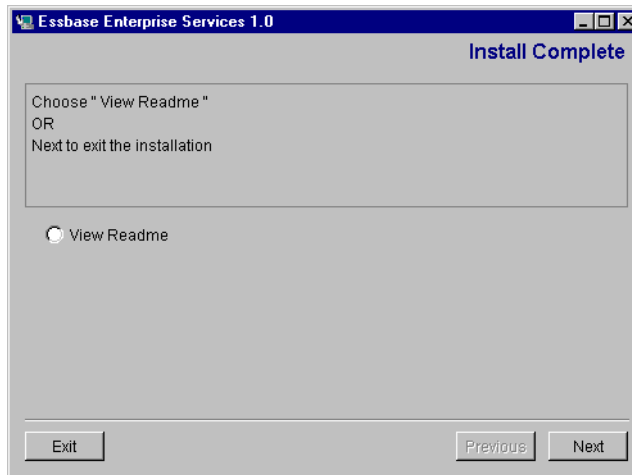 Essbase Enterprise Services 1.0
Install Complete
Choose " View Readme "
OR
Next to exit the installation
View Readme
Exit
Previous
Next